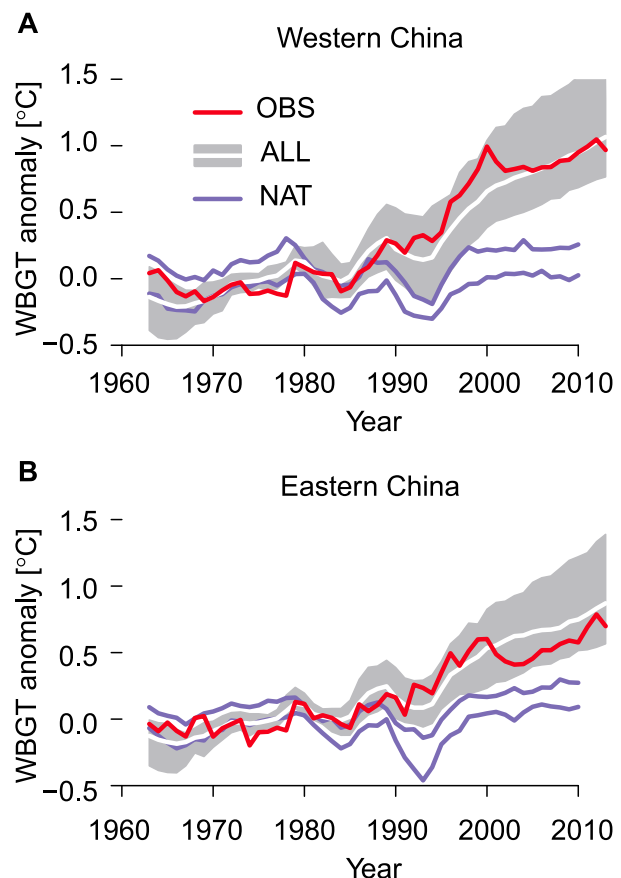 A
Western China
WBGT anomaly [°C]
1.5
1.0
0.5
0.0
−0.5
OBS
ALL
NAT
1960 1970 1980 1990 2000 2010
Year
B
Eastern China
WBGT anomaly [°C]
1.5
1.0
0.5
0.0
−0.5
1960 1970 1980 1990 2000 2010
Year